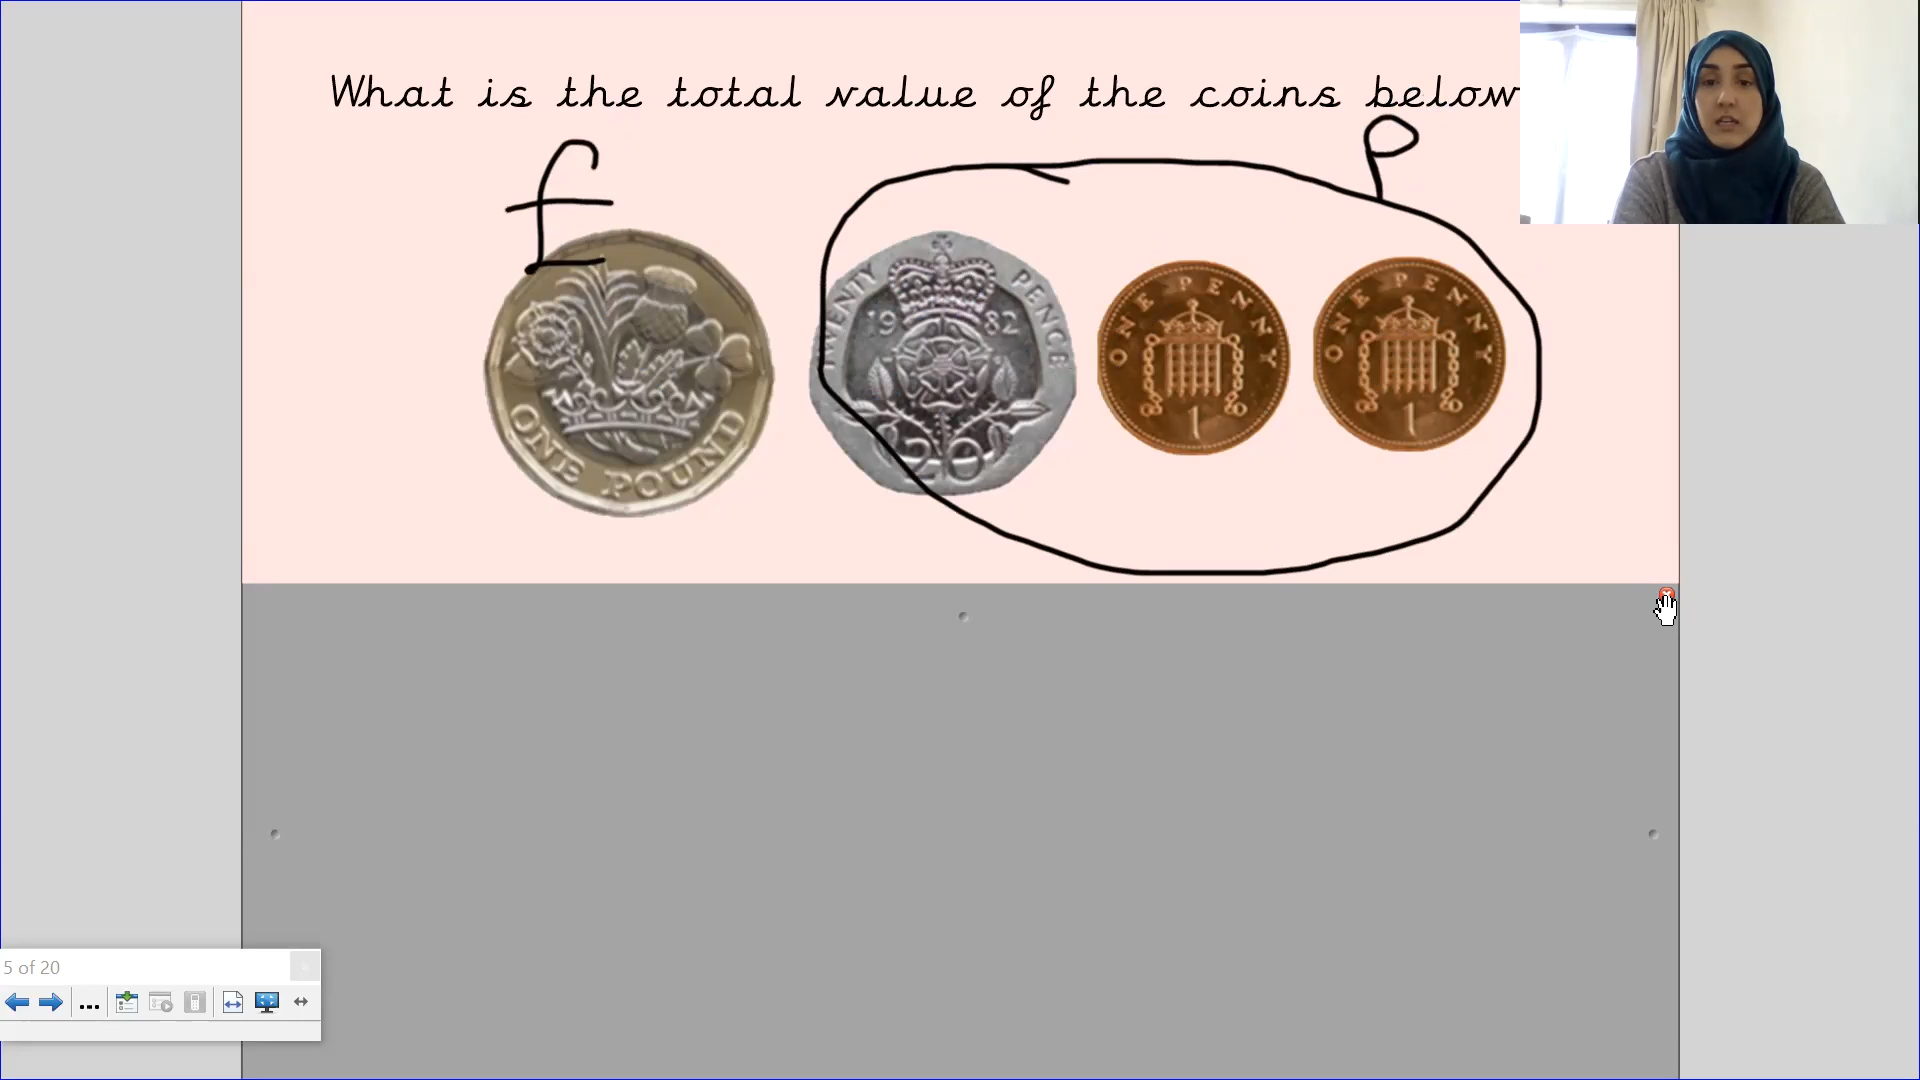 What is the total value of the coins below
£
p
ONE POUND
TWENTY PENCE
1982
20
ONE PENNY
1
ONE PENNY
1
5 of 20